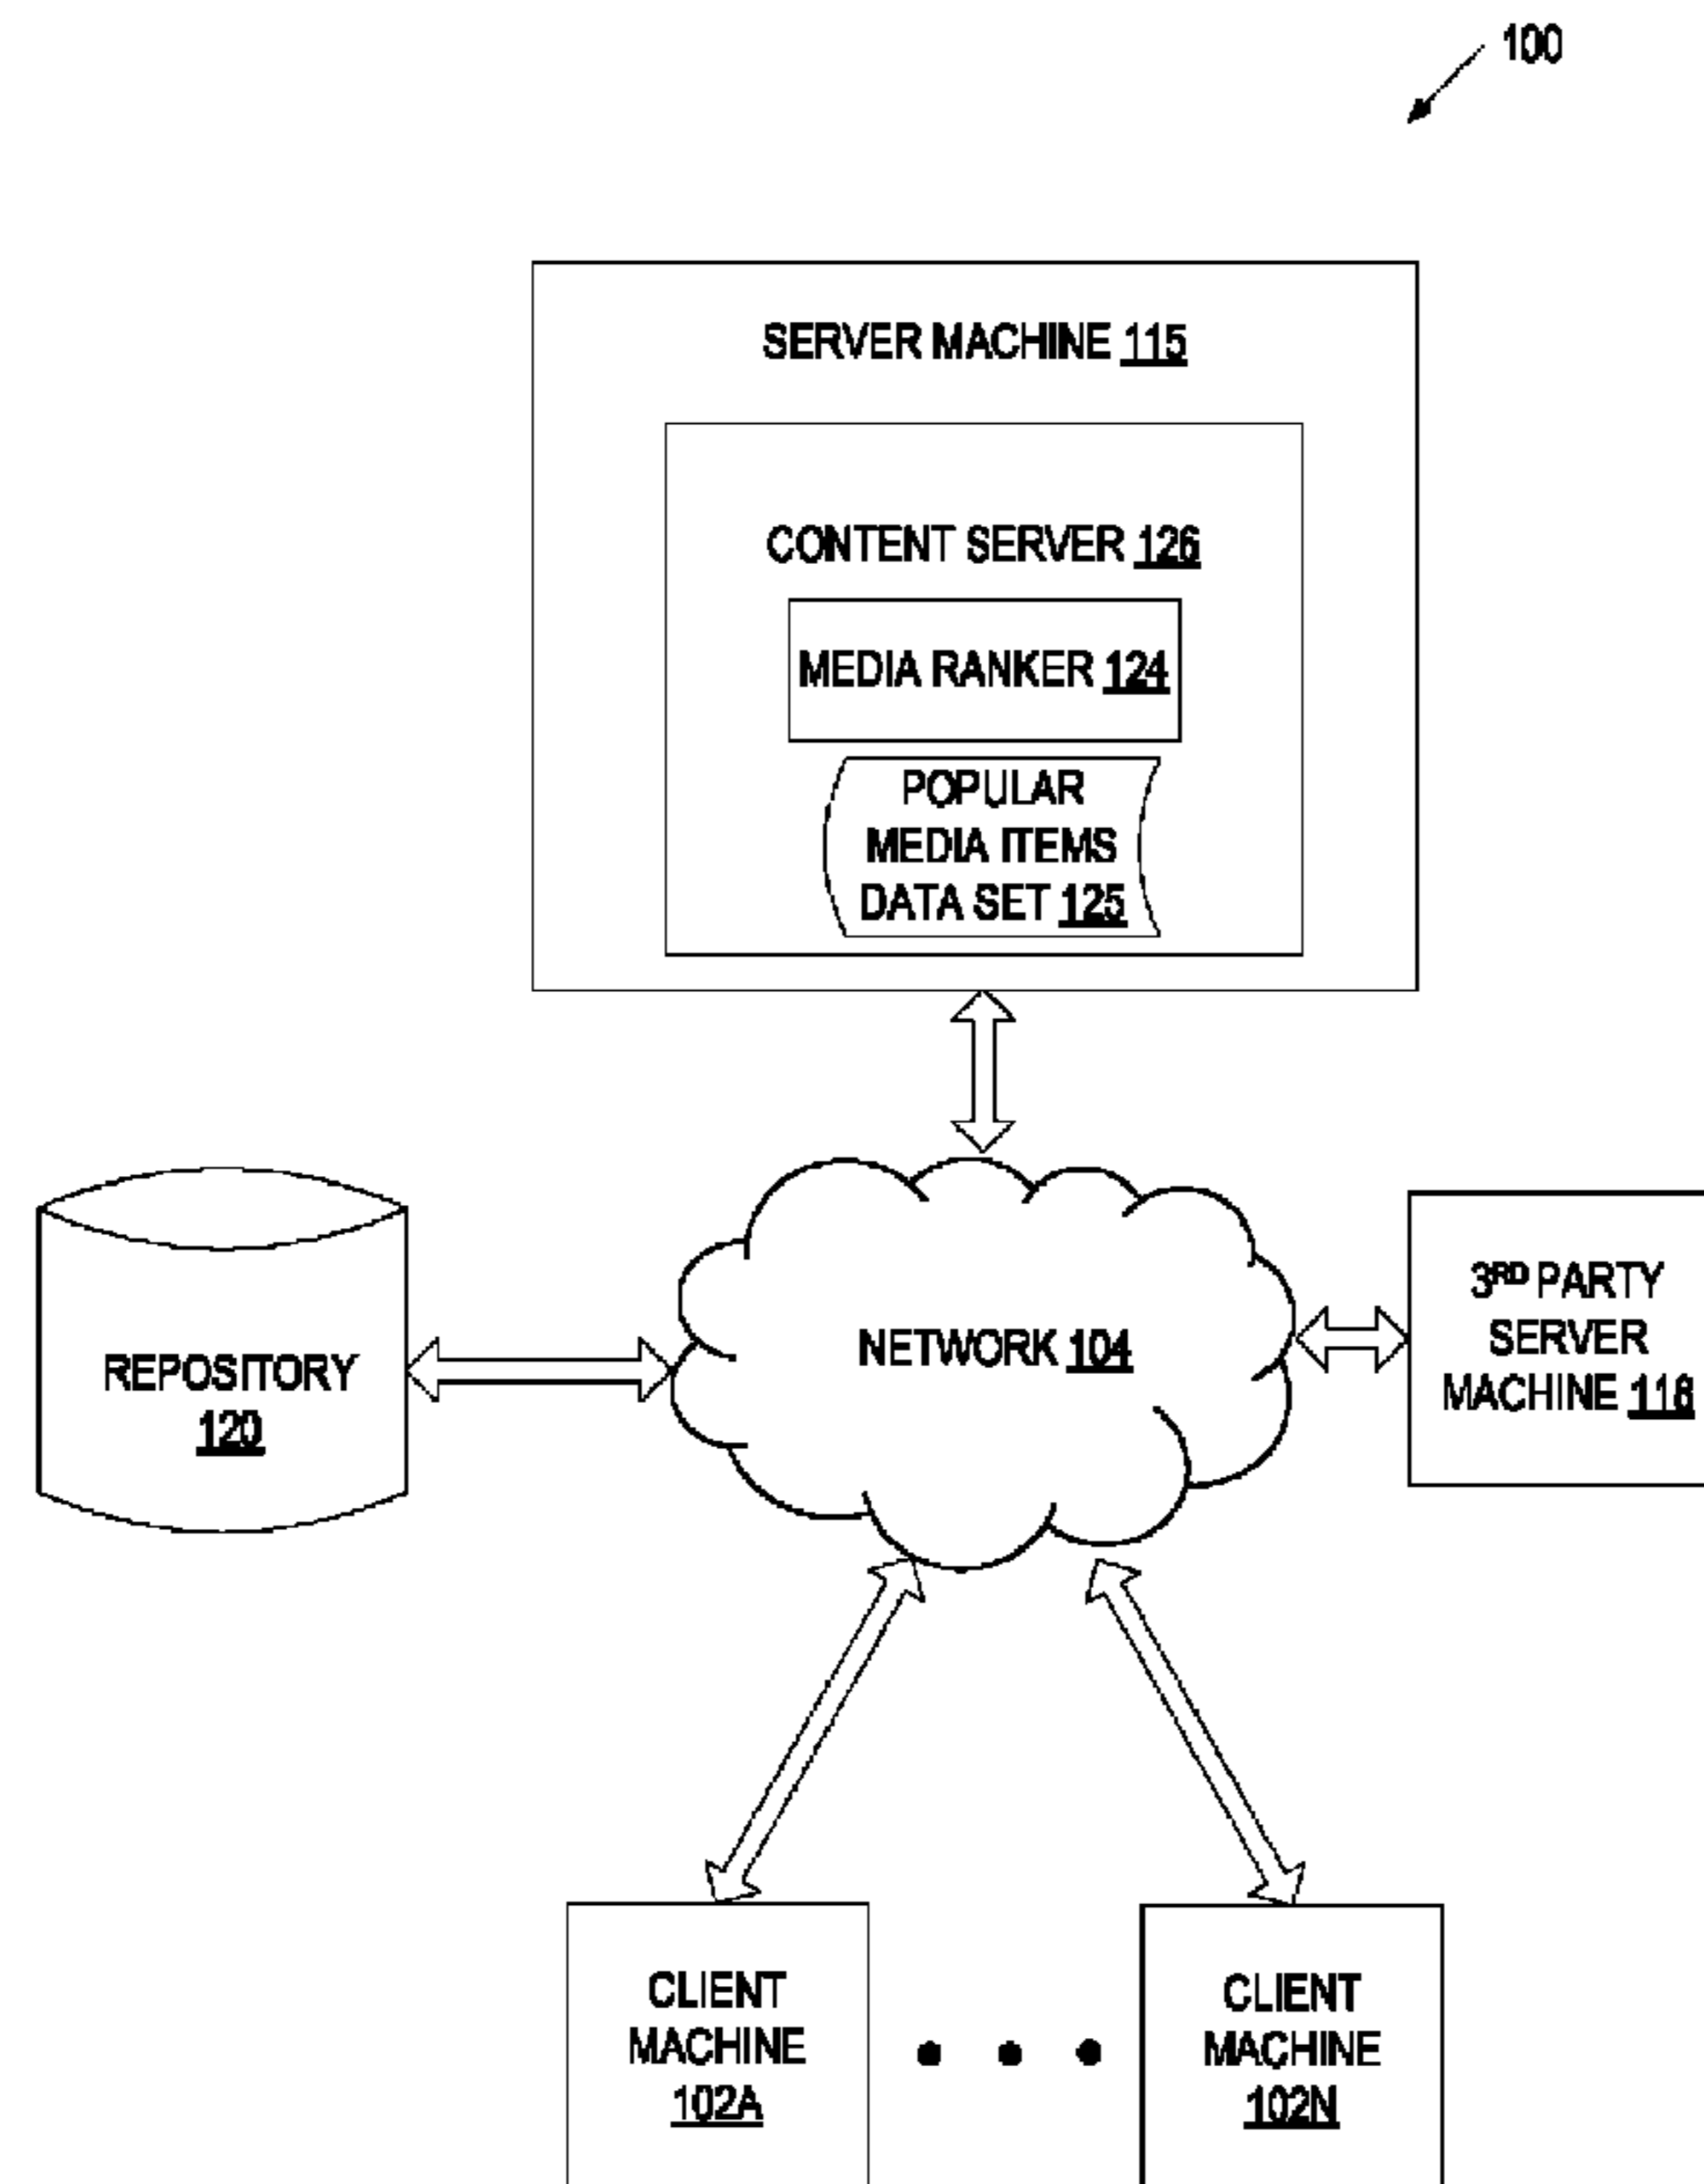 100
SERVER MACHINE 115
CONTENT SERVER 126
MEDIA RANKER 124
POPULAR
MEDIA ITEMS
DATA SET 125
REPOSITORY
120
NETWORK 104
3RD PARTY
SERVER
MACHINE 116
CLIENT
MACHINE
102A
CLIENT
MACHINE
102N